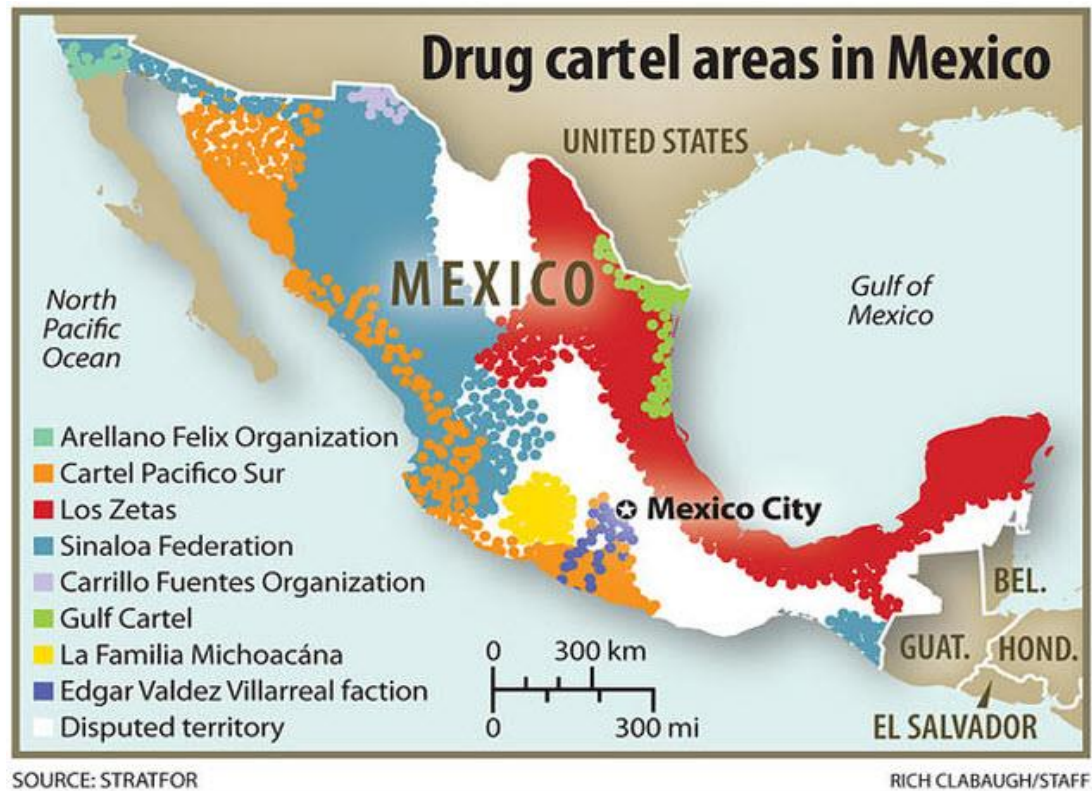 Drug cartel areas in Mexico
UNITED STATES
MEXICO
North
Pacific
Ocean
Gulf of
Mexico
Arellano Felix Organization
Cartel Pacifico Sur
Los Zetas
Sinaloa Federation
Carrillo Fuentes Organization
Gulf Cartel
La Familia Michoacána
Edgar Valdez Villarreal faction
Disputed territory
Mexico City
0 300 km
0 300 mi
BEL.
GUAT. HOND.
EL SALVADOR
SOURCE: STRATFOR
RICH CLABAUGH/STAFF